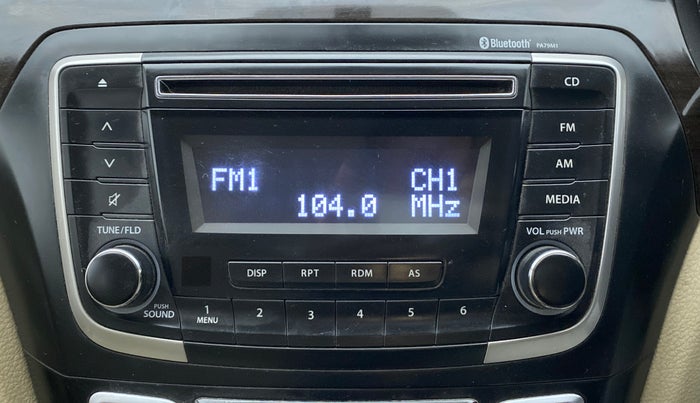 Bluetooth® PA79M1
CD
FM
AM
MEDIA
FM1 CH1
104.0 MHz
TUNE/FLD
VOL PUSH PWR
DISP RPT RDM AS
PUSH
SOUND
1 2 3 4 5 6
MENU